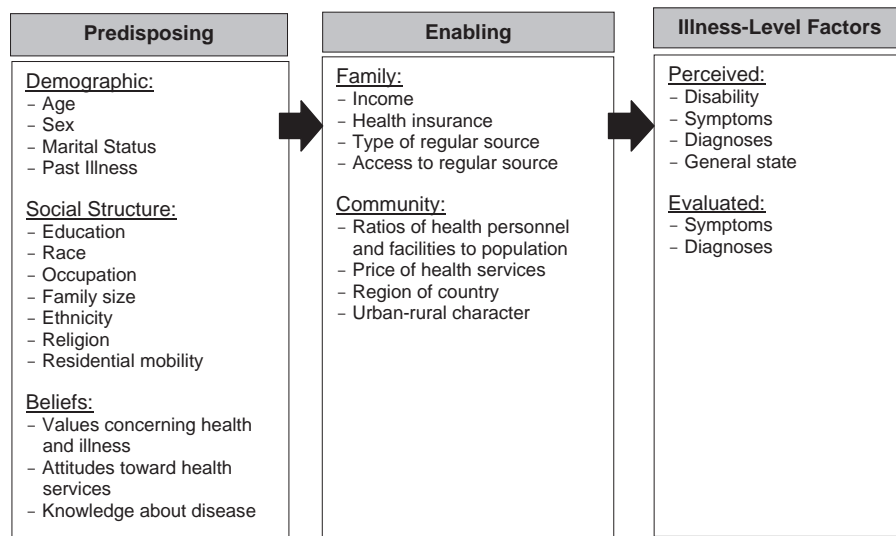 Predisposing
Demographic:
– Age
– Sex
– Marital Status
– Past Illness
Social Structure:
– Education
– Race
– Occupation
– Family size
– Ethnicity
– Religion
– Residential mobility
Beliefs:
– Values concerning health
and illness
– Attitudes toward health
services
– Knowledge about disease
Enabling
Family:
– Income
– Health insurance
– Type of regular source
– Access to regular source
Community:
– Ratios of health personnel
and facilities to population
– Price of health services
– Region of country
– Urban-rural character
Illness-Level Factors
Perceived:
– Disability
– Symptoms
– Diagnoses
– General state
Evaluated:
– Symptoms
– Diagnoses